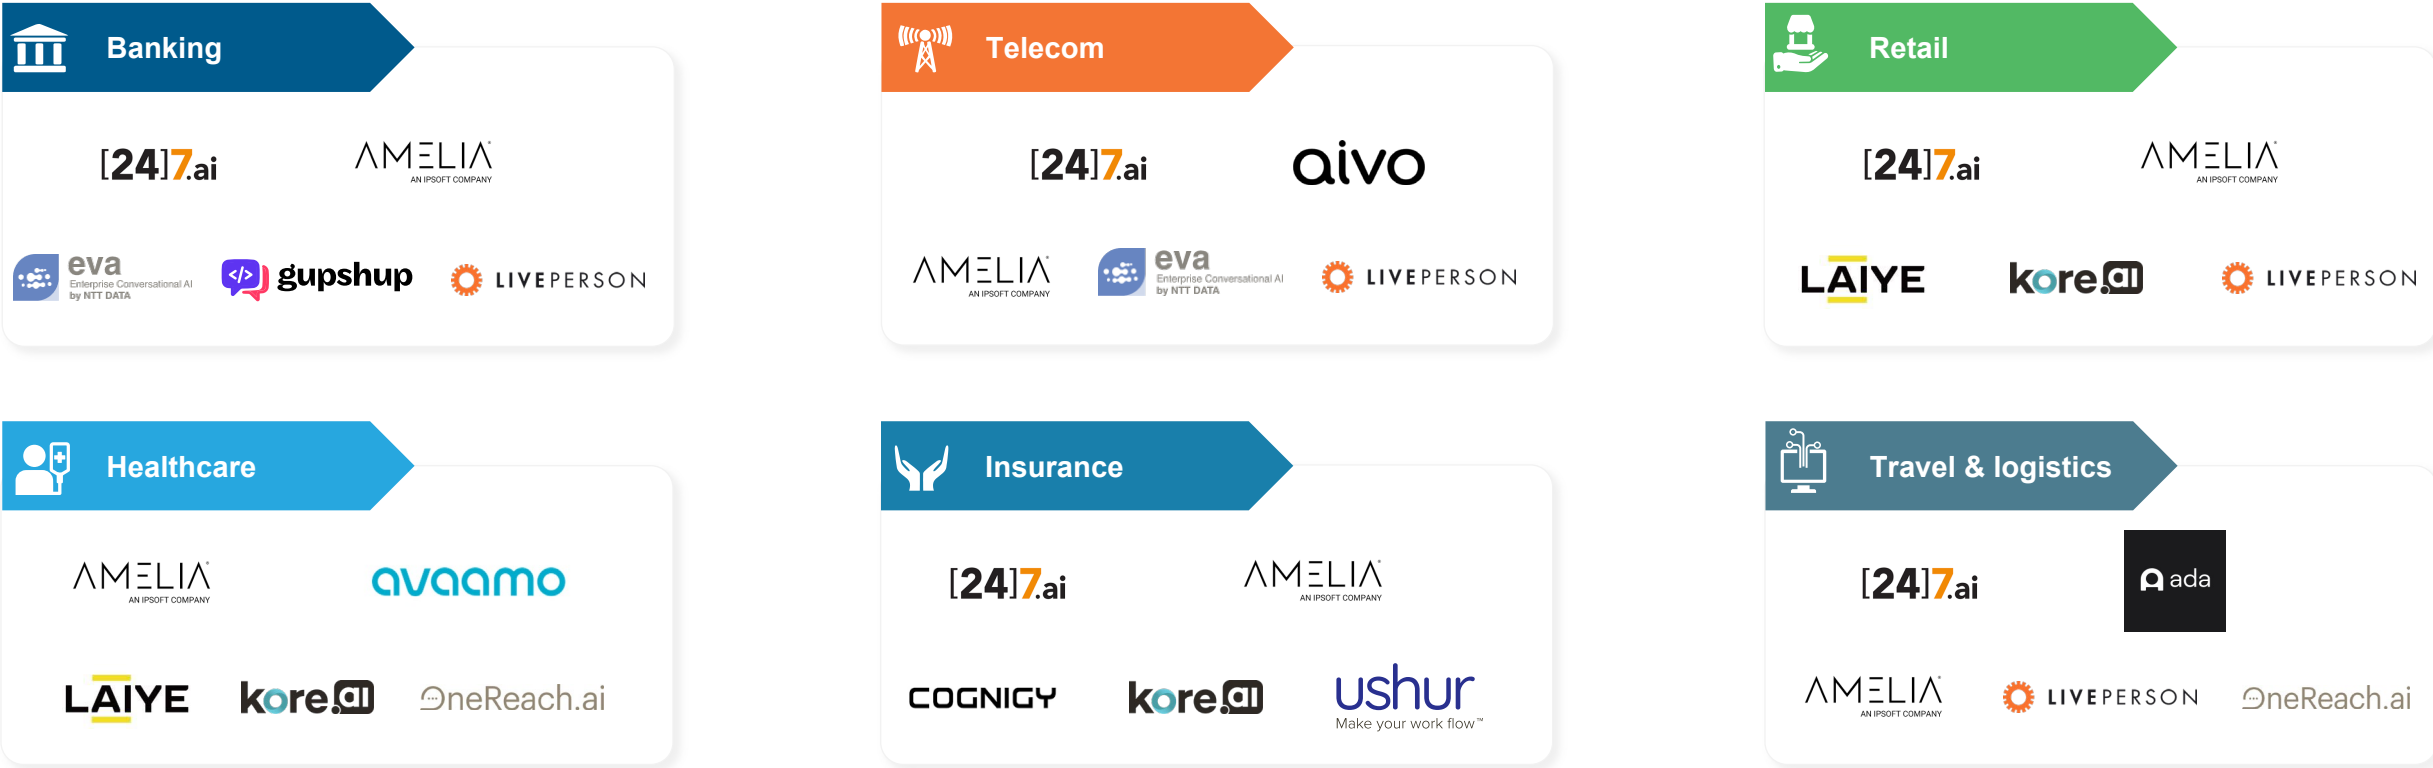 Banking
[24]7.ai
AMELIA
AN IPSOFT COMPANY
eva
Enterprise Conversational AI
by NTT DATA
</> gupshup
LIVEPERSON
Telecom
[24]7.ai
aivo
AMELIA
AN IPSOFT COMPANY
eva
Enterprise Conversational AI
by NTT DATA
LIVEPERSON
Retail
[24]7.ai
AMELIA
AN IPSOFT COMPANY
LAIYE
kore.ai
LIVEPERSON
Healthcare
AMELIA
AN IPSOFT COMPANY
avaamo
LAIYE
kore.ai
OneReach.ai
Insurance
[24]7.ai
AMELIA
AN IPSOFT COMPANY
COGNIGY
kore.ai
ushur
Make your work flow™
Travel & logistics
[24]7.ai
ada
AMELIA
AN IPSOFT COMPANY
LIVEPERSON
OneReach.ai